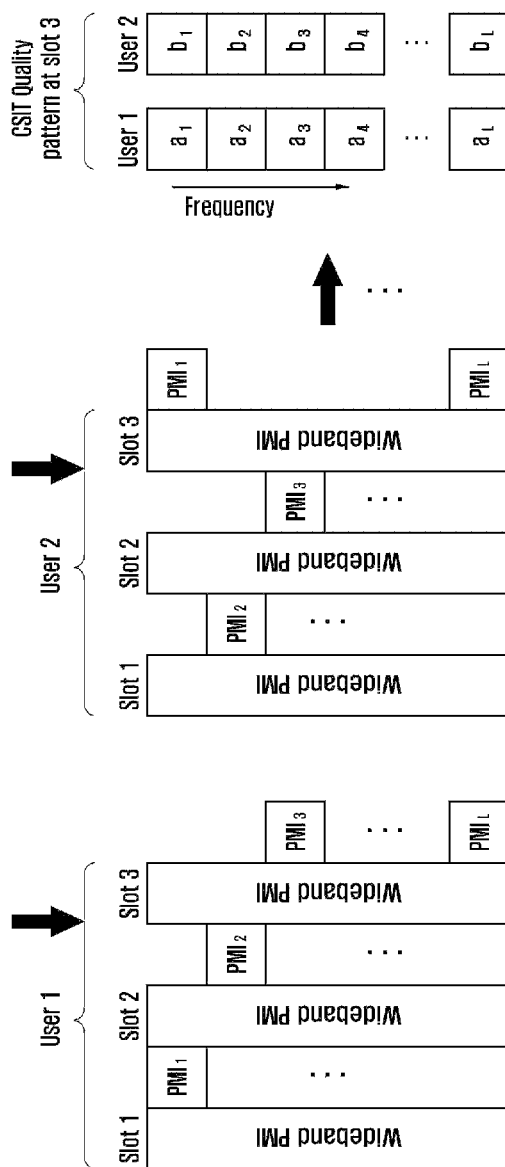 User 1
Slot 1
Slot 2
Slot 3
Wideband PMI
PMI1
. . .
Wideband PMI
PMI2
. . .
Wideband PMI
PMI3
. . .
PMIL
User 2
Slot 1
Slot 2
Slot 3
Wideband PMI
PMI2
. . .
Wideband PMI
PMI3
. . .
Wideband PMI
PMI1
. . .
PMIL
CSIT Quality
pattern at slot 3
User 1
User 2
Frequency
a1
b1
a2
b2
a3
b3
a4
b4
. . .
. . .
aL
bL